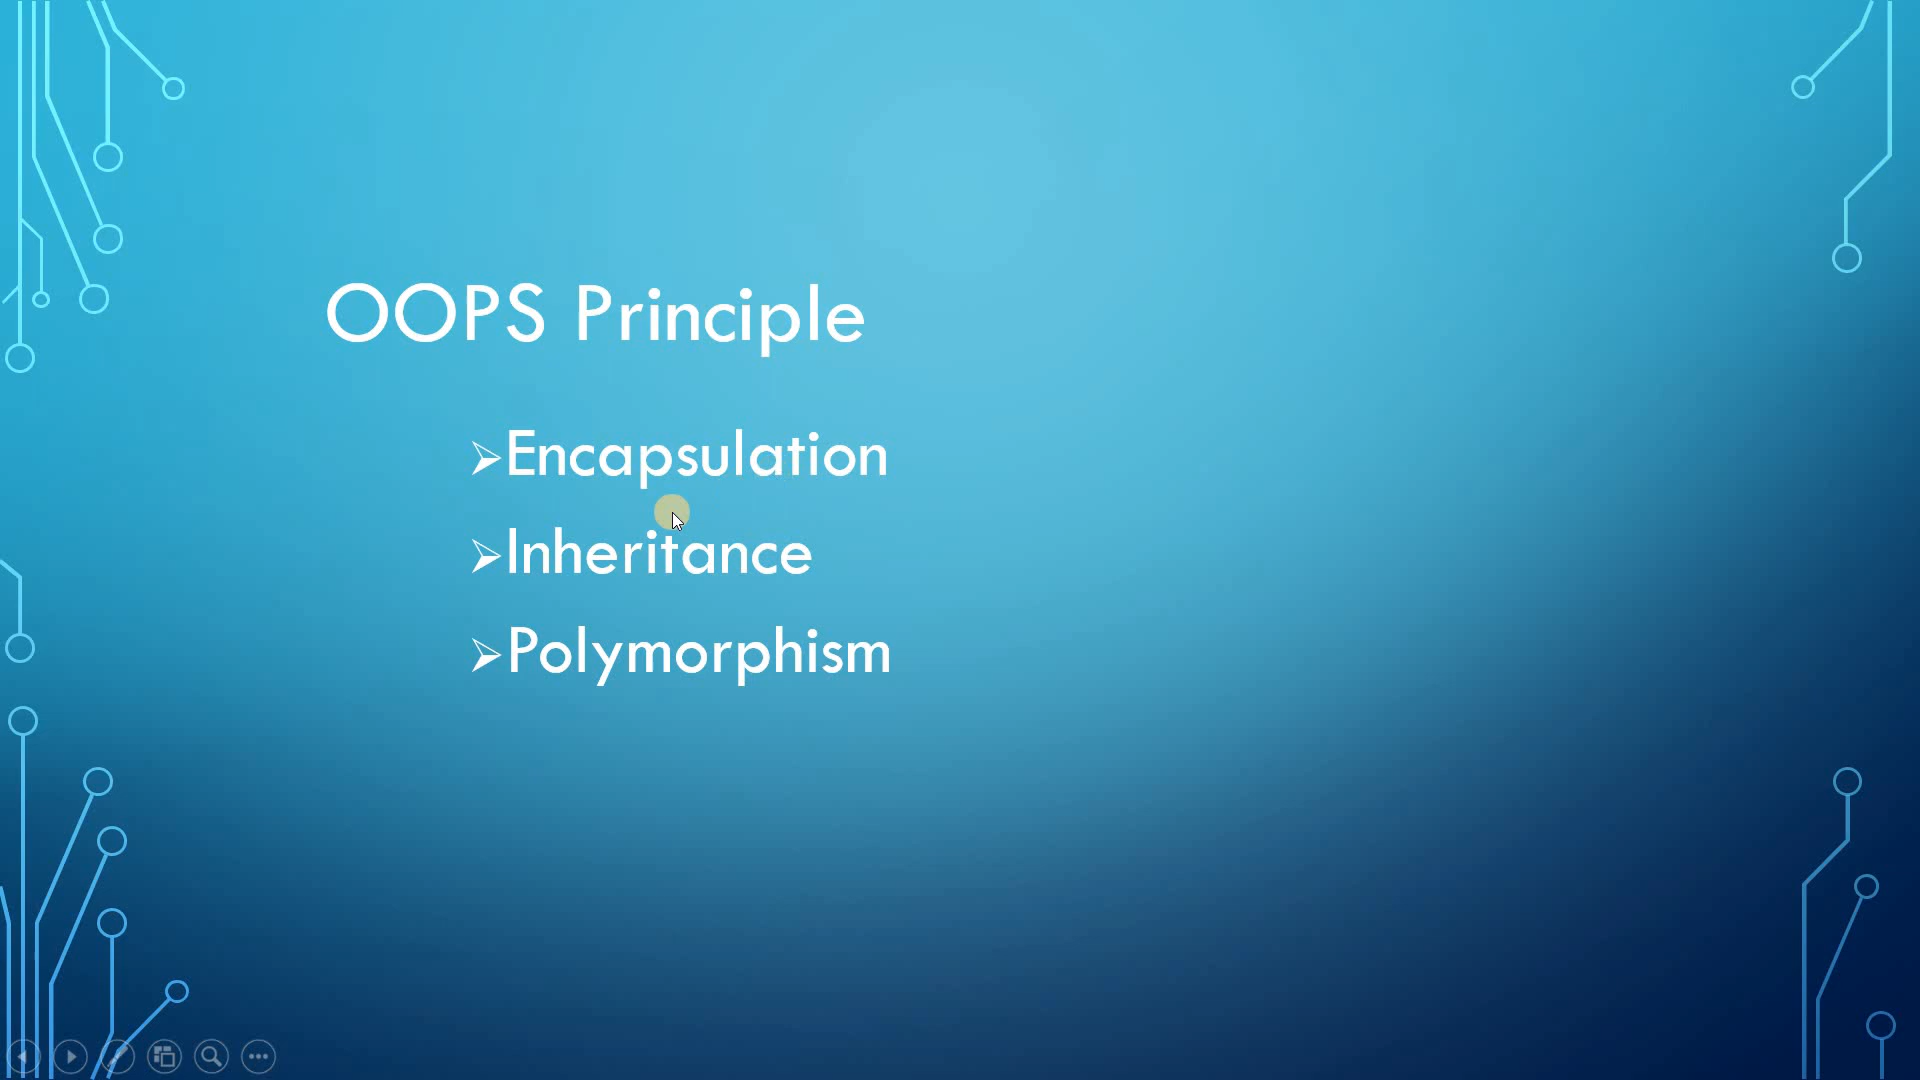 OOPS Principle
➢Encapsulation
➢Inheritance
➢Polymorphism